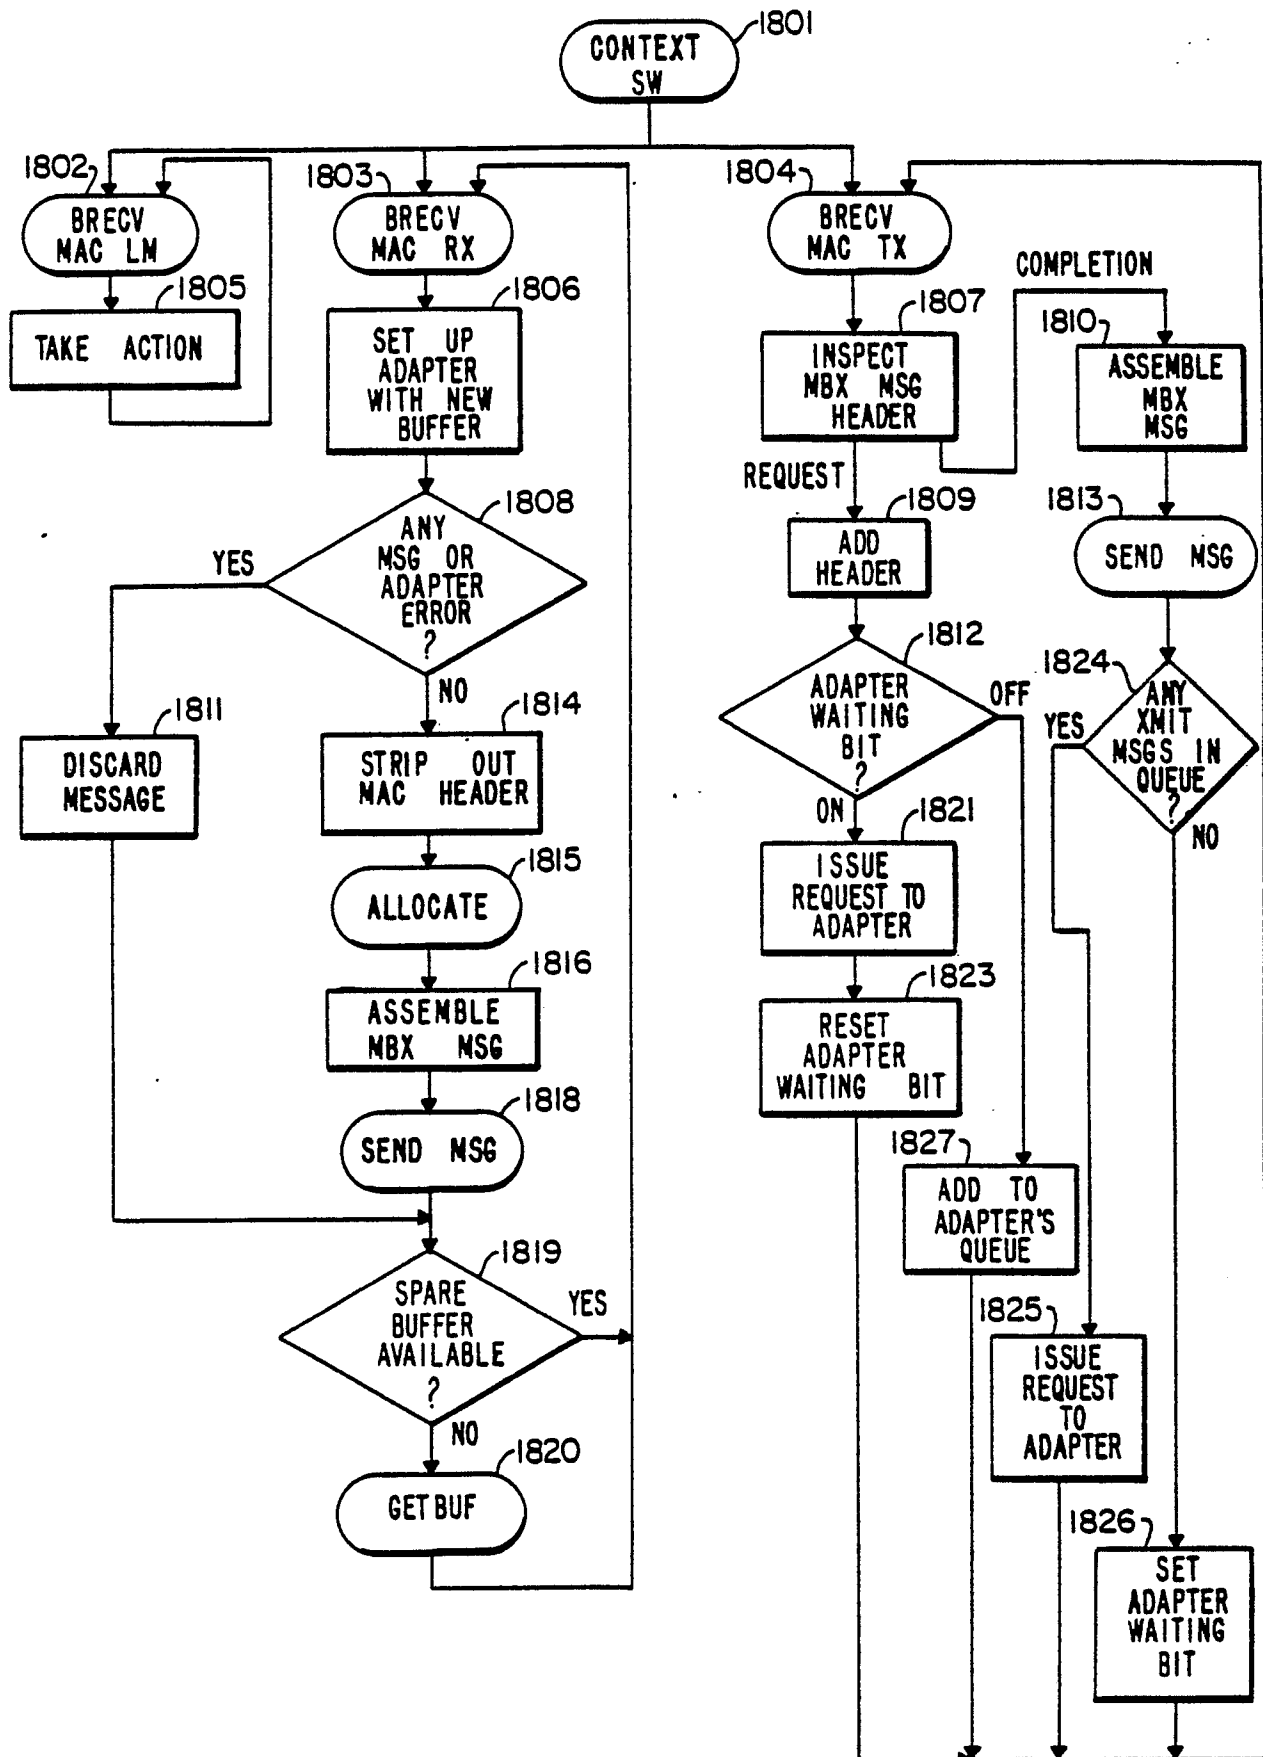 1801
CONTEXT
SW
1802
BRECV
MAC LM
1805
TAKE ACTION
1803
BRECV
MAC RX
1806
SET UP
ADAPTER
WITH NEW
BUFFER
1808
ANY
MSG OR
ADAPTER
ERROR
?
YES
NO
1811
DISCARD
MESSAGE
1814
STRIP OUT
MAC HEADER
1815
ALLOCATE
1816
ASSEMBLE
MBX MSG
1818
SEND MSG
1819
SPARE
BUFFER
AVAILABLE
?
YES
NO
1820
GETBUF
1804
BRECV
MAC TX
1807
INSPECT
MBX MSG
HEADER
REQUEST
COMPLETION
1809
ADD
HEADER
1812
ADAPTER
WAITING
BIT
?
OFF
ON
1821
ISSUE
REQUEST TO
ADAPTER
1823
RESET
ADAPTER
WAITING BIT
1827
ADD TO
ADAPTER'S
QUEUE
1810
ASSEMBLE
MBX
MSG
1813
SEND MSG
1824
ANY
XMIT
MSGS IN
QUEUE
?
YES
NO
1825
ISSUE
REQUEST
TO
ADAPTER
1826
SET
ADAPTER
WAITING
BIT